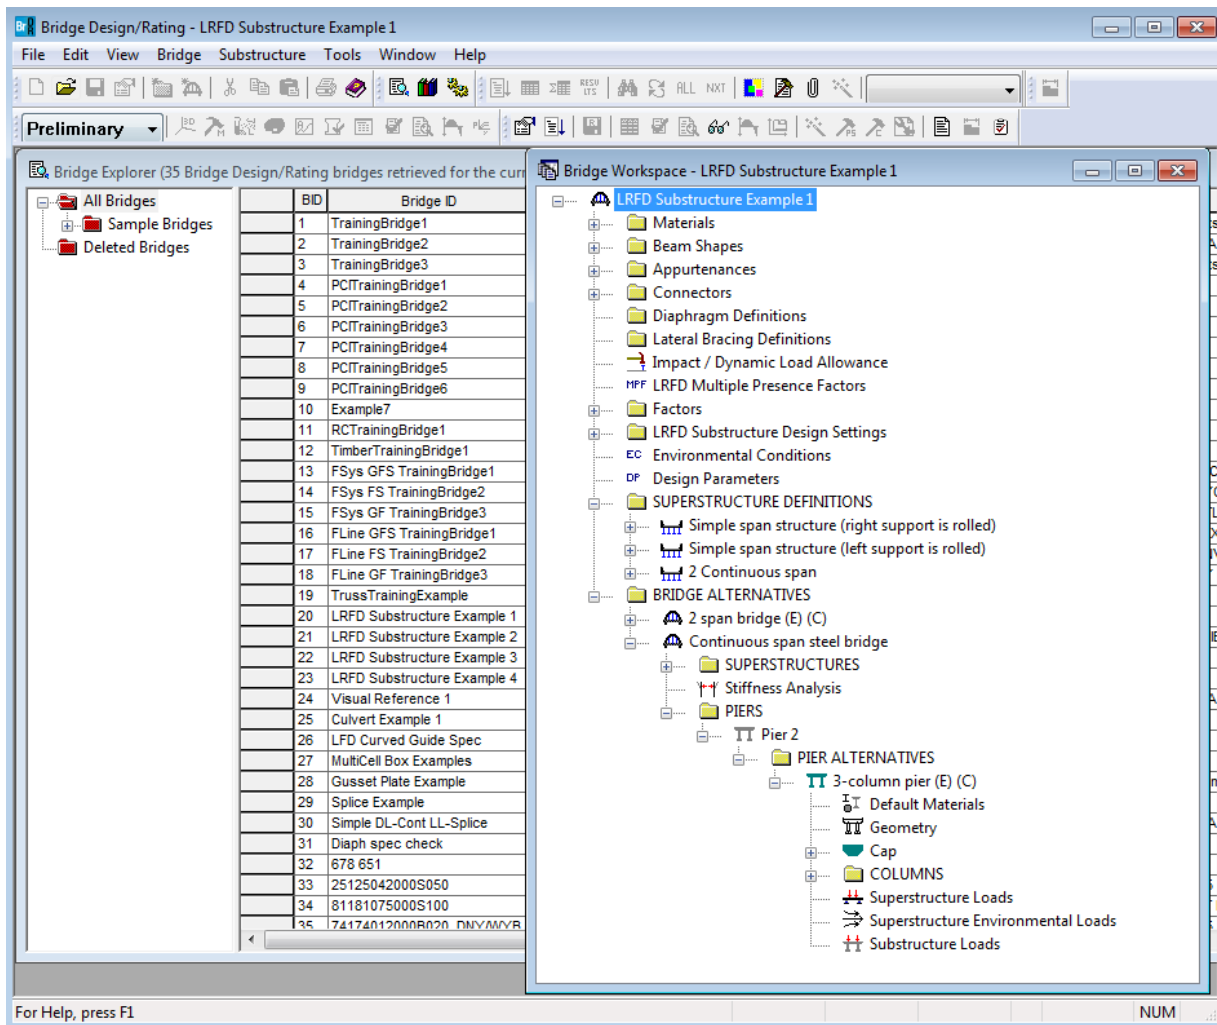 Bridge Design/Rating - LRFD Substructure Example 1
File Edit View Bridge Substructure Tools Window Help
RESU LTS ALL NXT
Preliminary
Bridge Explorer (35 Bridge Design/Rating bridges retrieved for the curr
All Bridges
Sample Bridges
Deleted Bridges
BID Bridge ID
1 TrainingBridge1
2 TrainingBridge2
3 TrainingBridge3
4 PCITrainingBridge1
5 PCITrainingBridge2
6 PCITrainingBridge3
7 PCITrainingBridge4
8 PCITrainingBridge5
9 PCITrainingBridge6
10 Example7
11 RCTrainingBridge1
12 TimberTrainingBridge1
13 FSys GFS TrainingBridge1
14 FSys FS TrainingBridge2
15 FSys GF TrainingBridge3
16 FLine GFS TrainingBridge1
17 FLine FS TrainingBridge2
18 FLine GF TrainingBridge3
19 TrussTrainingExample
20 LRFD Substructure Example 1
21 LRFD Substructure Example 2
22 LRFD Substructure Example 3
23 LRFD Substructure Example 4
24 Visual Reference 1
25 Culvert Example 1
26 LFD Curved Guide Spec
27 MultiCell Box Examples
28 Gusset Plate Example
29 Splice Example
30 Simple DL-Cont LL-Splice
31 Diaph spec check
32 678 651
33 25125042000S050
34 81181075000S100
35 74174012000B020_DNY/WYB
Bridge Workspace - LRFD Substructure Example 1
LRFD Substructure Example 1
Materials
Beam Shapes
Appurtenances
Connectors
Diaphragm Definitions
Lateral Bracing Definitions
Impact / Dynamic Load Allowance
MPF LRFD Multiple Presence Factors
Factors
LRFD Substructure Design Settings
EC Environmental Conditions
DP Design Parameters
SUPERSTRUCTURE DEFINITIONS
Simple span structure (right support is rolled)
Simple span structure (left support is rolled)
2 Continuous span
BRIDGE ALTERNATIVES
2 span bridge (E) (C)
Continuous span steel bridge
SUPERSTRUCTURES
Stiffness Analysis
PIERS
Pier 2
PIER ALTERNATIVES
3-column pier (E) (C)
Default Materials
Geometry
Cap
COLUMNS
Superstructure Loads
Superstructure Environmental Loads
Substructure Loads
For Help, press F1
NUM